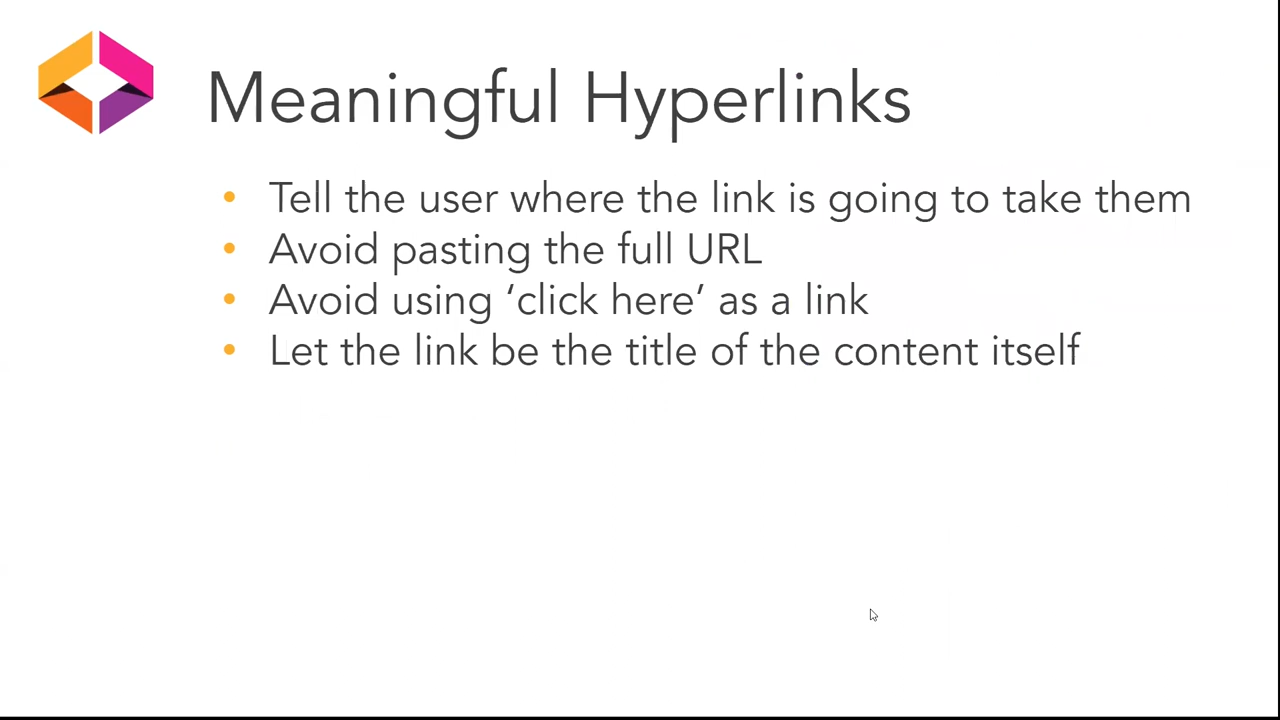 Meaningful Hyperlinks
• Tell the user where the link is going to take them
• Avoid pasting the full URL
• Avoid using ‘click here’ as a link
• Let the link be the title of the content itself